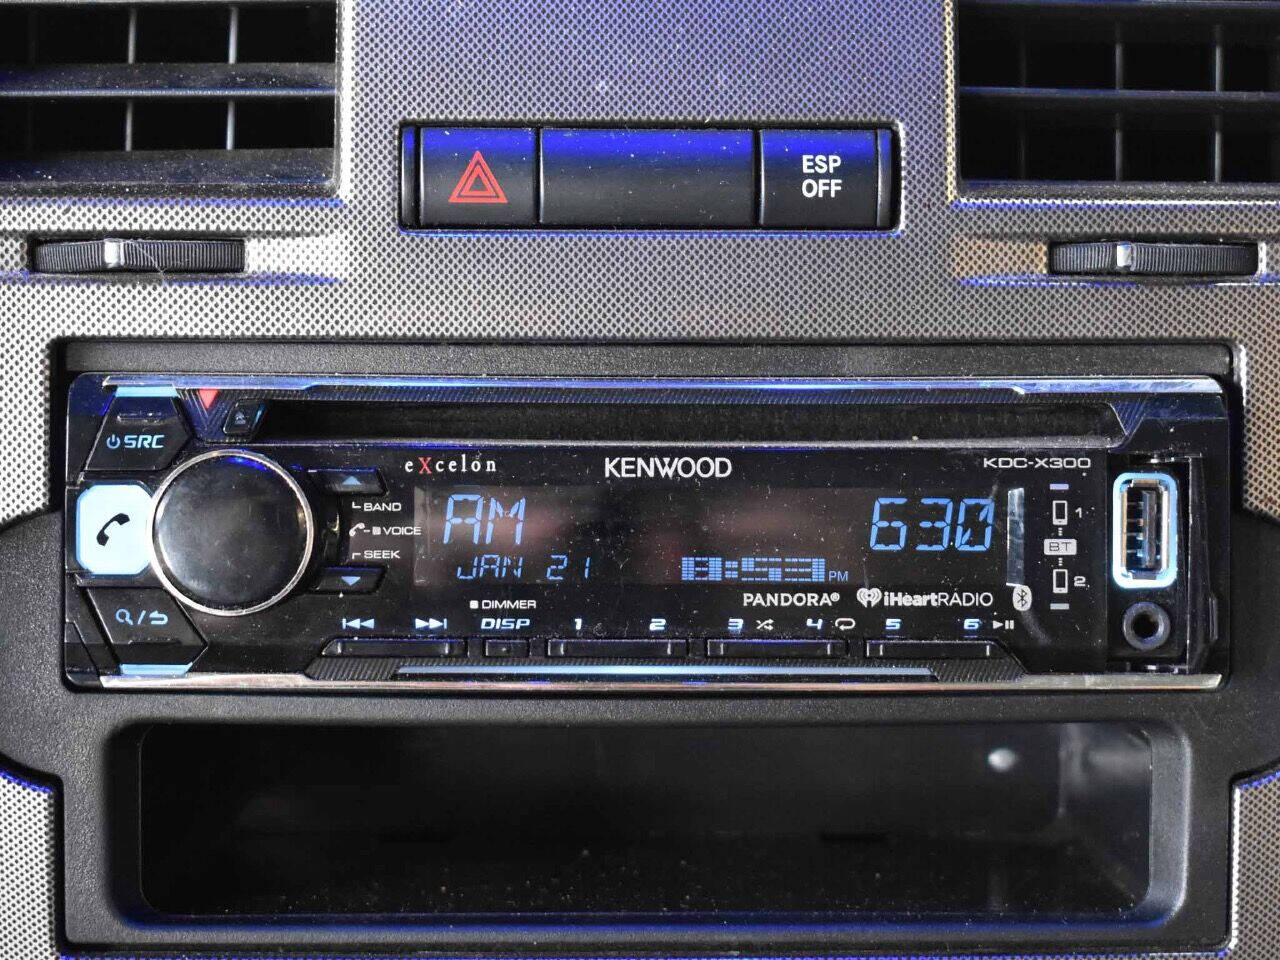 ESP
OFF
SRC
eXcelon
KENWOOD
KDC-X300
BAND
VOICE
SEEK
AM
630
JAN 21
8:53 PM
1
BT
2
DIMMER
PANDORA®
iHeartRADIO
DISP
1
2
3
4
5
6